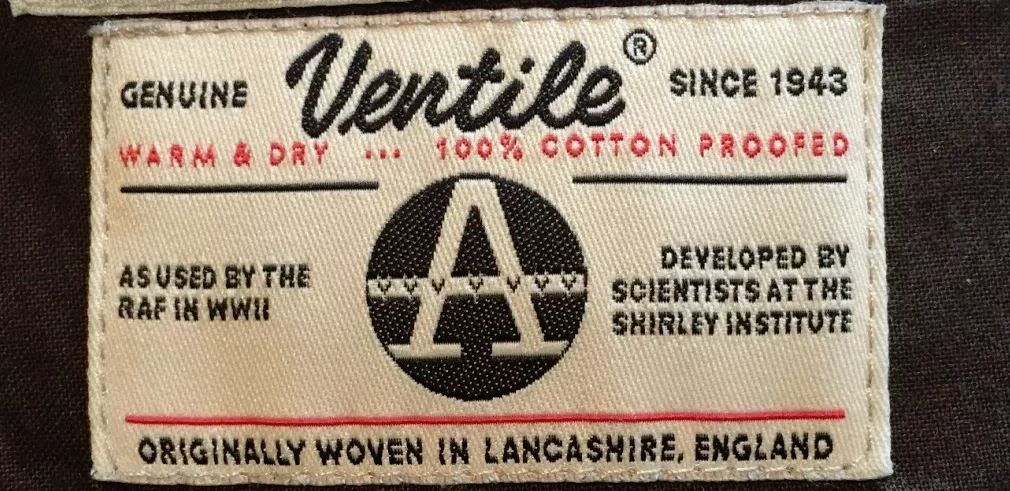 GENUINE Ventile® SINCE 1943
WARM & DRY ... 100% COTTON PROOFED
A
AS USED BY THE
RAF IN WWII
DEVELOPED BY
SCIENTISTS AT THE
SHIRLEY INSTITUTE
ORIGINALLY WOVEN IN LANCASHIRE, ENGLAND